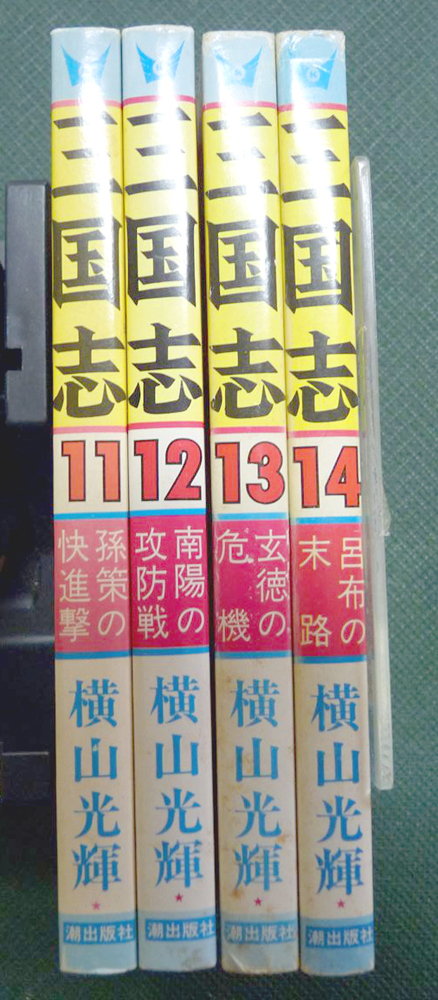 三国志
11
孫策の
快進撃
横山光輝
潮出版社
三国志
12
南陽の
攻防戦
横山光輝
潮出版社
三国志
13
玄徳の
危機
横山光輝
潮出版社
三国志
14
呂布の
末路
横山光輝
潮出版社